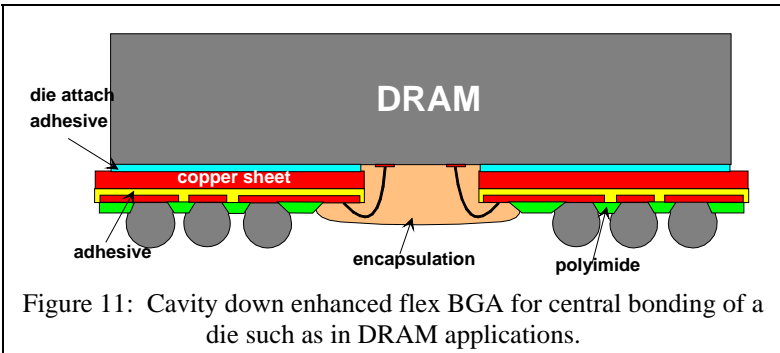 DRAM
die attach
adhesive
copper sheet
adhesive
encapsulation
polyimide
Figure 11: Cavity down enhanced flex BGA for central bonding of a
die such as in DRAM applications.